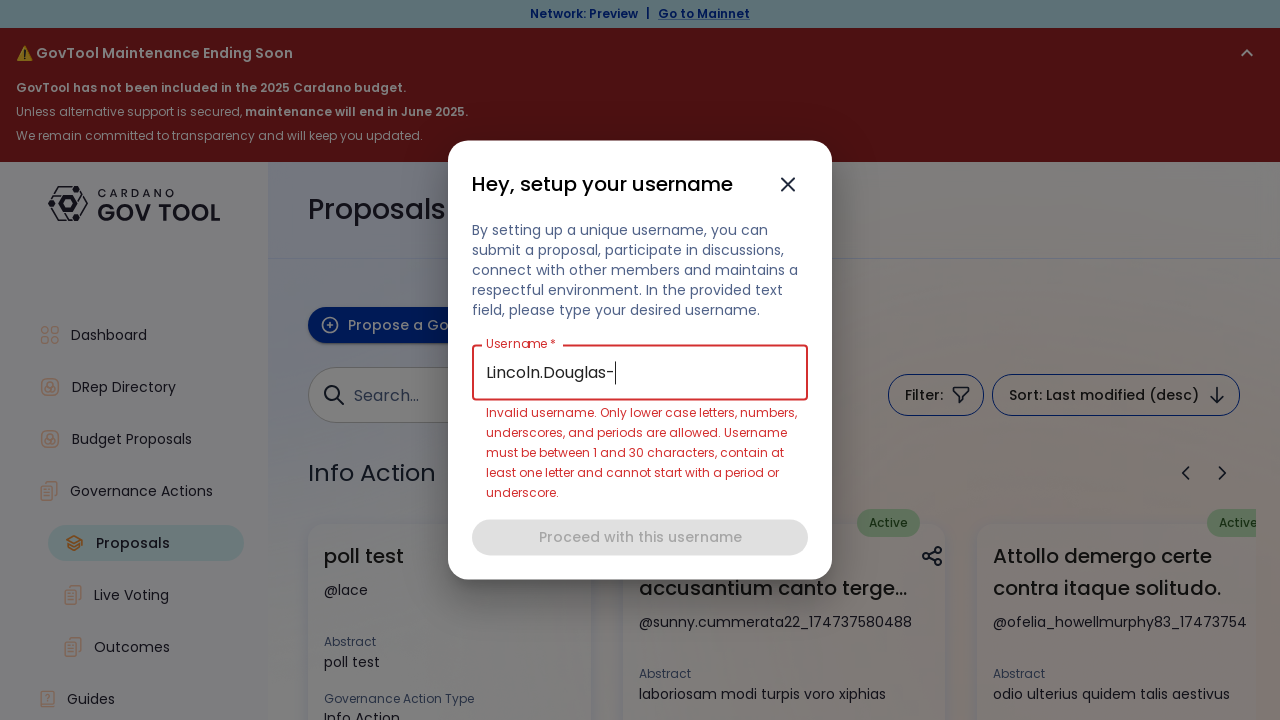 Network: Preview | Go to Mainnet
⚠️ GovTool Maintenance Ending Soon
GovTool has not been included in the 2025 Cardano budget.
Unless alternative support is secured, maintenance will end in June 2025.
We remain committed to transparency and will keep you updated.
CARDANO
GOV TOOL
Dashboard
DRep Directory
Budget Proposals
Governance Actions
Proposals
Live Voting
Outcomes
Guides
Proposals
Propose a Go
Search...
Filter:
Sort: Last modified (desc)
Info Action
poll test
@lace
Abstract
poll test
Governance Action Type
Info Action
Active
accusantium canto terge...
@sunny.cummerata22_174737580488
Abstract
laboriosam modi turpis voro xiphias
Active
Attollo demergo certe
contra itaque solitudo.
@ofelia_howellmurphy83_17473754
Abstract
odio ulterius quidem talis aestivus
Hey, setup your username
By setting up a unique username, you can
submit a proposal, participate in discussions,
connect with other members and maintains a
respectful environment. In the provided text
field, please type your desired username.
Username *
Lincoln.Douglas-
Invalid username. Only lower case letters, numbers,
underscores, and periods are allowed. Username
must be between 1 and 30 characters, contain at
least one letter and cannot start with a period or
underscore.
Proceed with this username